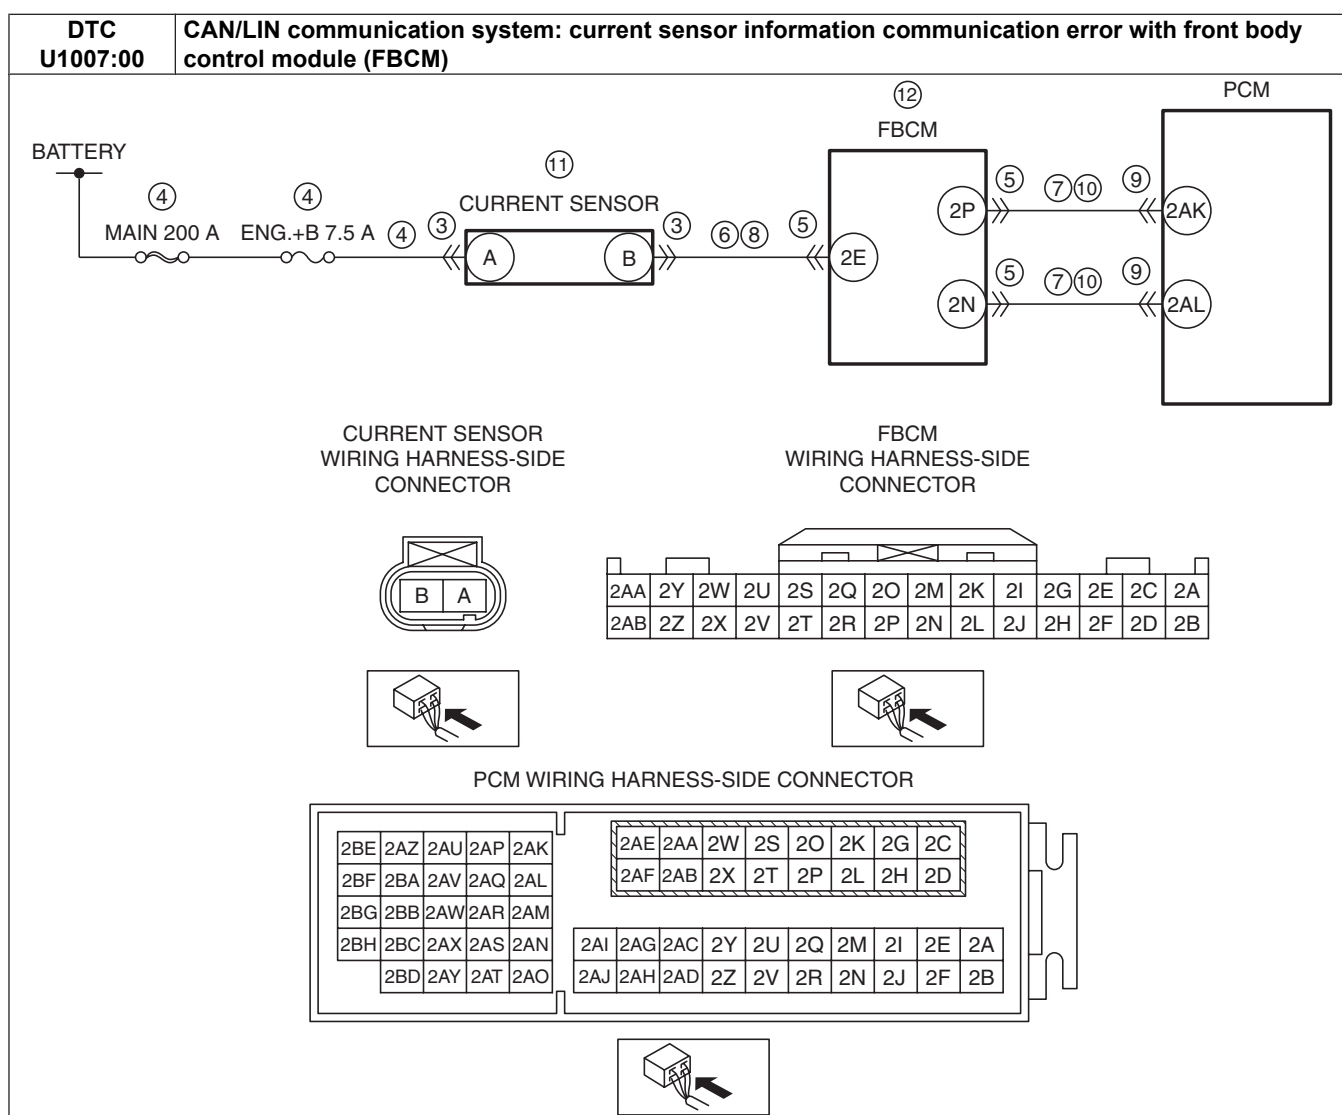 DTC
U1007:00
CAN/LIN communication system: current sensor information communication error with front body
control module (FBCM)
BATTERY
4
MAIN 200 A
4
ENG.+B 7.5 A
4
3
11
CURRENT SENSOR
A
B
3
6 8
5
12
FBCM
2E
2P
2N
5
7 10
9
5
7 10
9
PCM
2AK
2AL
CURRENT SENSOR
WIRING HARNESS-SIDE
CONNECTOR
B A
FBCM
WIRING HARNESS-SIDE
CONNECTOR
2AA 2Y 2W 2U 2S 2Q 2O 2M 2K 2I 2G 2E 2C 2A
2AB 2Z 2X 2V 2T 2R 2P 2N 2L 2J 2H 2F 2D 2B
PCM WIRING HARNESS-SIDE CONNECTOR
2BE 2AZ 2AU 2AP 2AK
2BF 2BA 2AV 2AQ 2AL
2BG 2BB 2AW 2AR 2AM
2BH 2BC 2AX 2AS 2AN
2BD 2AY 2AT 2AO
2AE 2AA 2W 2S 2O 2K 2G 2C
2AF 2AB 2X 2T 2P 2L 2H 2D
2AI 2AG 2AC 2Y 2U 2Q 2M 2I 2E 2A
2AJ 2AH 2AD 2Z 2V 2R 2N 2J 2F 2B